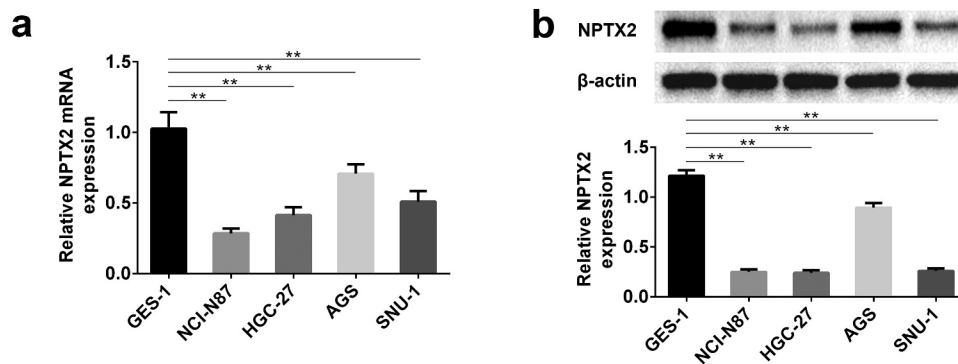 a
Relative NPTX2 mRNA
expression
1.5
1.0
0.5
0.0
**
**
**
**
GES-1
NCI-N87
HGC-27
AGS
SNU-1
b
NPTX2
β-actin
Relative NPTX2
expression
1.5
1.0
0.5
0.0
**
**
**
**
GES-1
NCI-N87
HGC-27
AGS
SNU-1